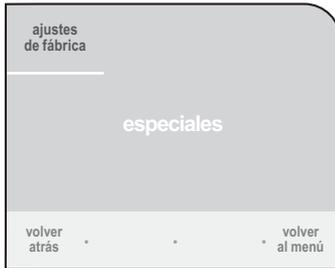 ajustes
de fábrica
especiales
volver
atrás
volver
al menú